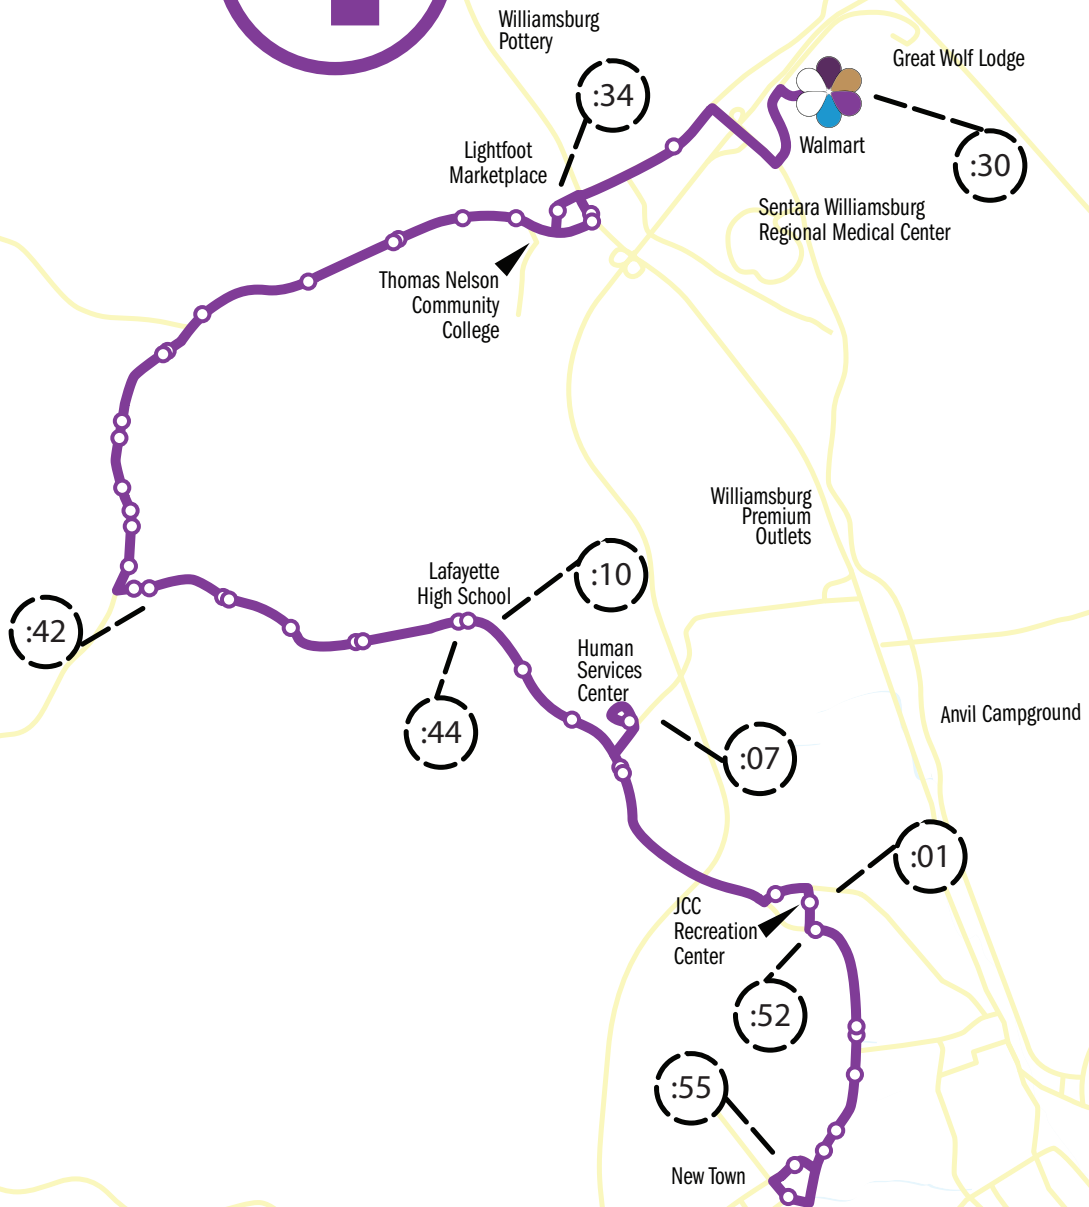 Williamsburg
Pottery
Great Wolf Lodge
:34
Walmart
:30
Lightfoot
Marketplace
Sentara Williamsburg
Regional Medical Center
Thomas Nelson
Community
College
Williamsburg
Premium
Outlets
Lafayette
High School
:10
:42
Human
Services
Center
Anvil Campground
:44
:07
:01
JCC
Recreation
Center
:52
:55
New Town